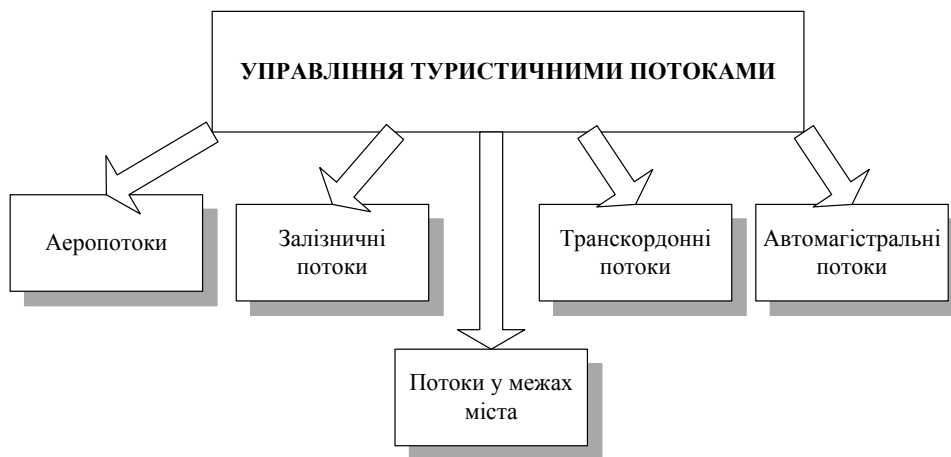 УПРАВЛІННЯ ТУРИСТИЧНИМИ ПОТОКАМИ
Аеропотоки
Залізничні
потоки
Транскордонні
потоки
Автомагістральні
потоки
Потоки у межах
міста